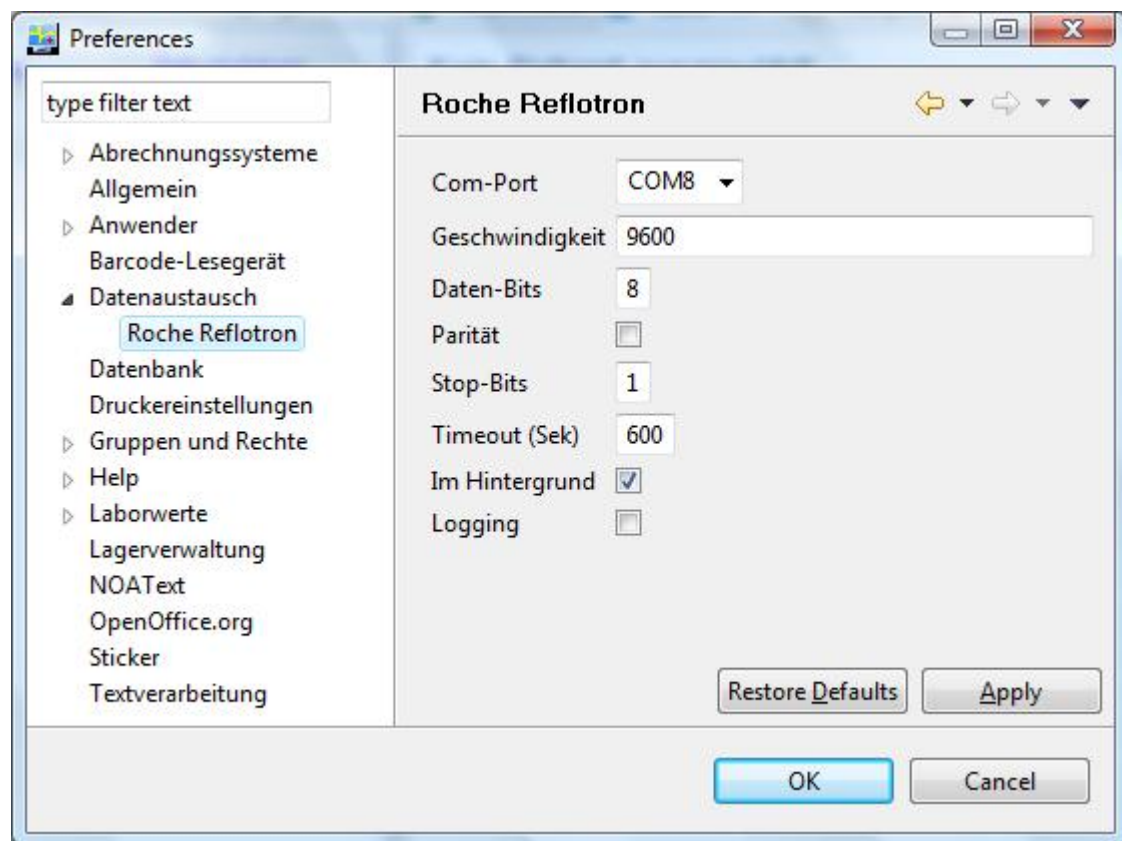 Preferences
type filter text
Abrechnungssysteme
Allgemein
Anwender
Barcode-Lesegerät
Datenaustausch
Roche Reflotron
Datenbank
Druckereinstellungen
Gruppen und Rechte
Help
Laborwerte
Lagerverwaltung
NOAText
OpenOffice.org
Sticker
Textverarbeitung
Roche Reflotron
Com-Port COM8
Geschwindigkeit 9600
Daten-Bits 8
Parität
Stop-Bits 1
Timeout (Sek) 600
Im Hintergrund
Logging
Restore Defaults Apply
OK Cancel